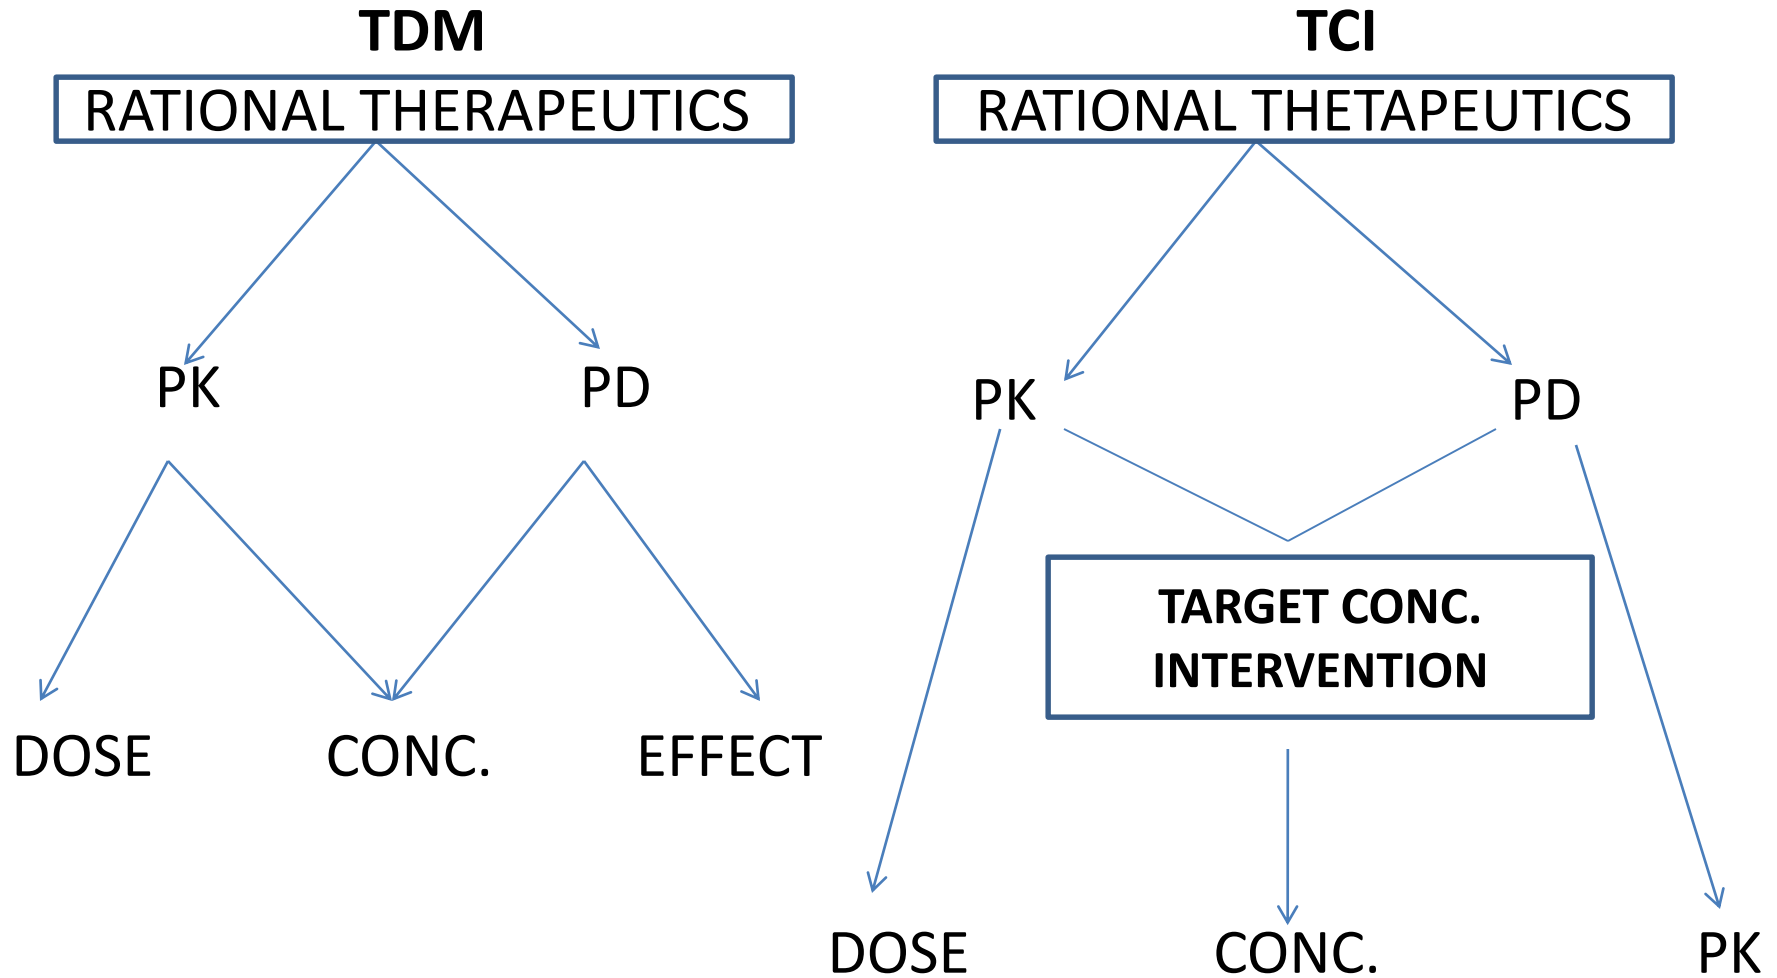 TDM
RATIONAL THERAPEUTICS
PK
PD
DOSE
CONC.
EFFECT
TCI
RATIONAL THETAPEUTICS
PK
PD
TARGET CONC.
INTERVENTION
DOSE
CONC.
PK